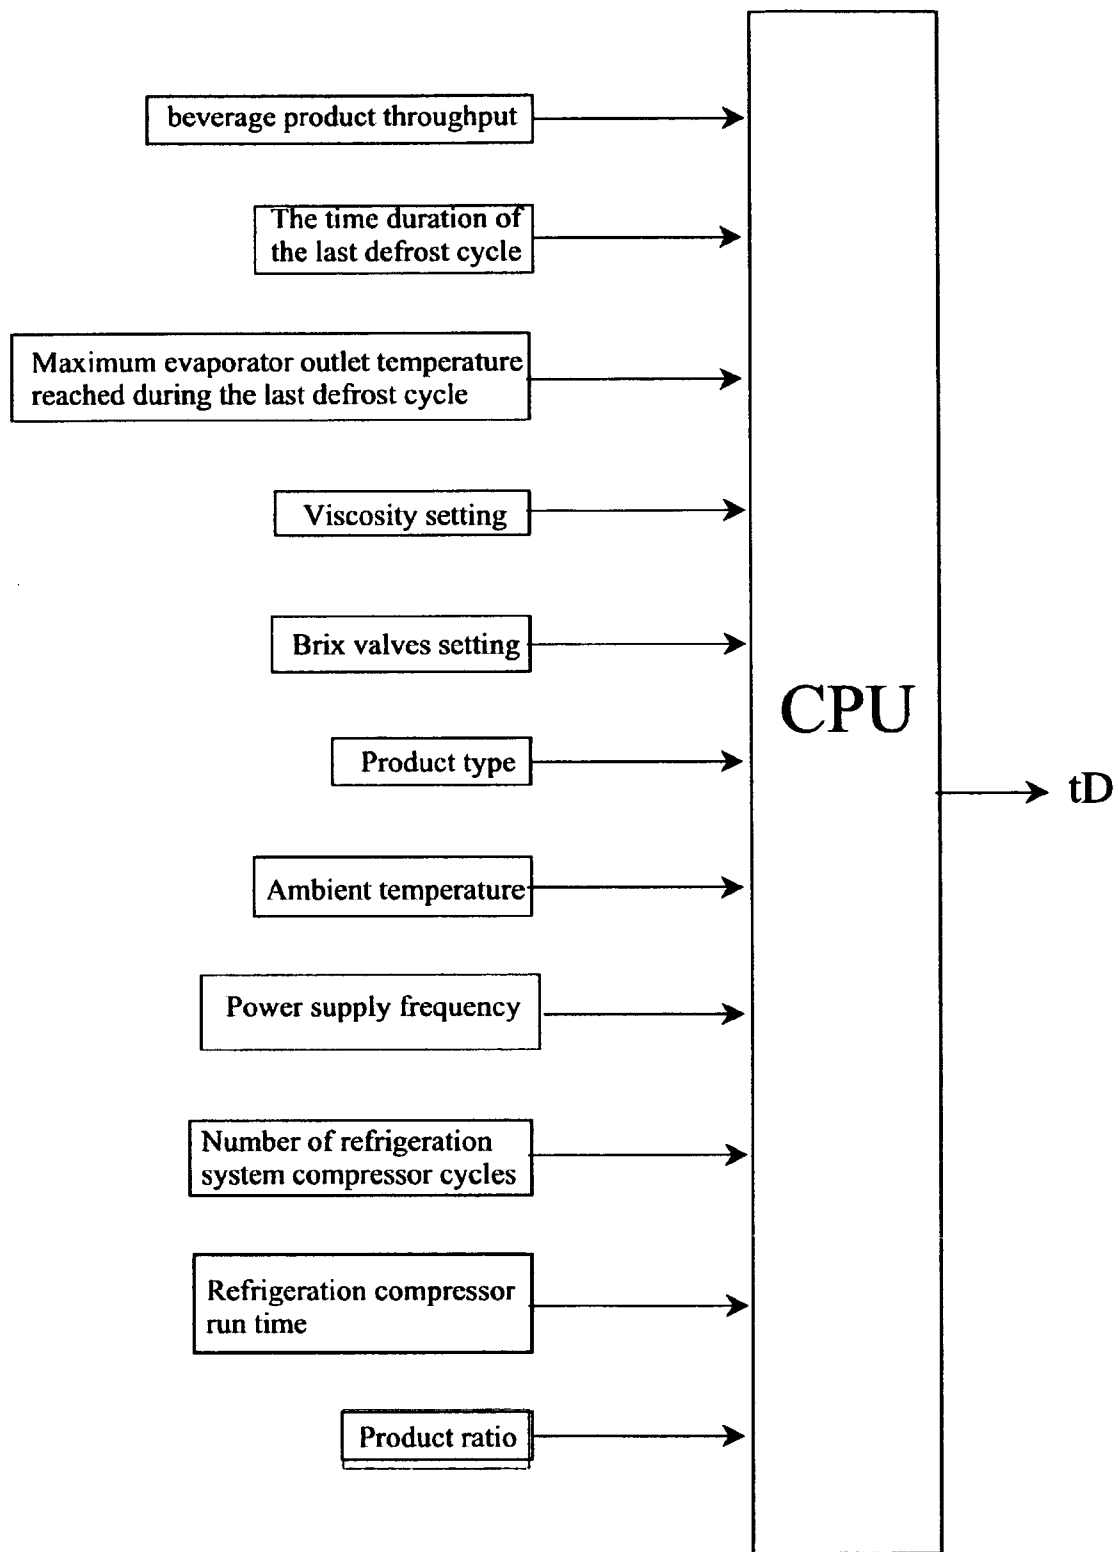 beverage product throughput
The time duration of
the last defrost cycle
Maximum evaporator outlet temperature
reached during the last defrost cycle
Viscosity setting
Brix valves setting
CPU
Product type
tD
Ambient temperature
Power supply frequency
Number of refrigeration
system compressor cycles
Refrigeration compressor
run time
Product ratio